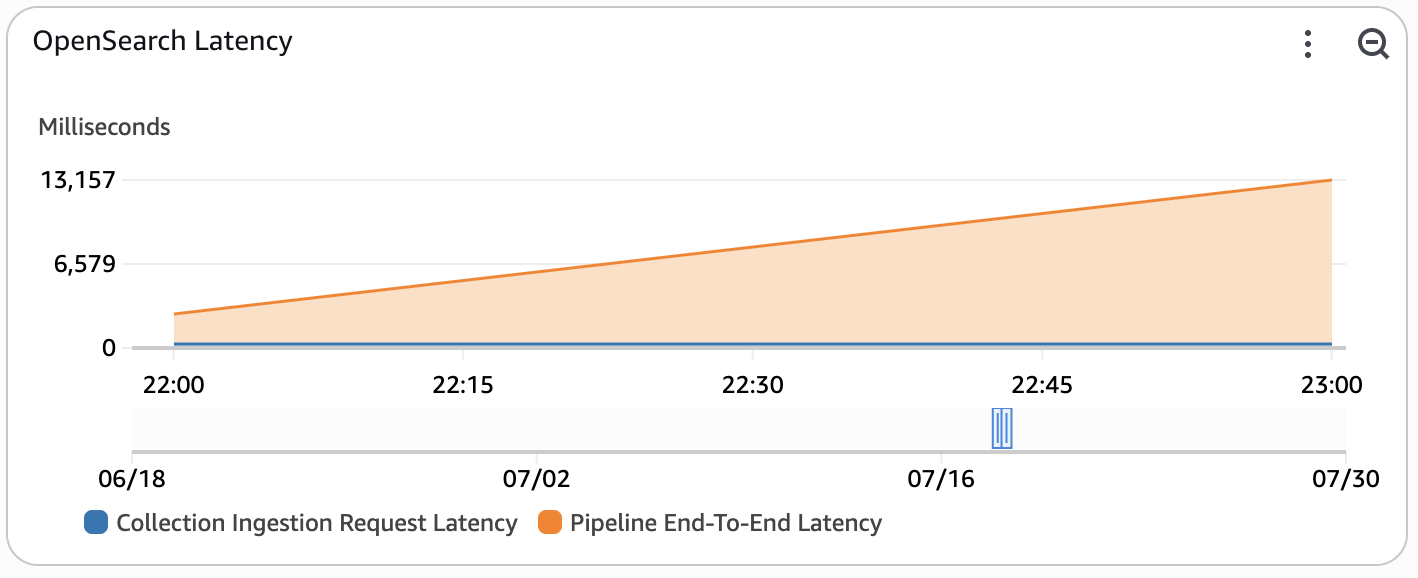 OpenSearch Latency
Milliseconds
13,157
6,579
0
22:00 22:15 22:30 22:45 23:00
06/18 07/02 07/16 07/30
Collection Ingestion Request Latency Pipeline End-To-End Latency